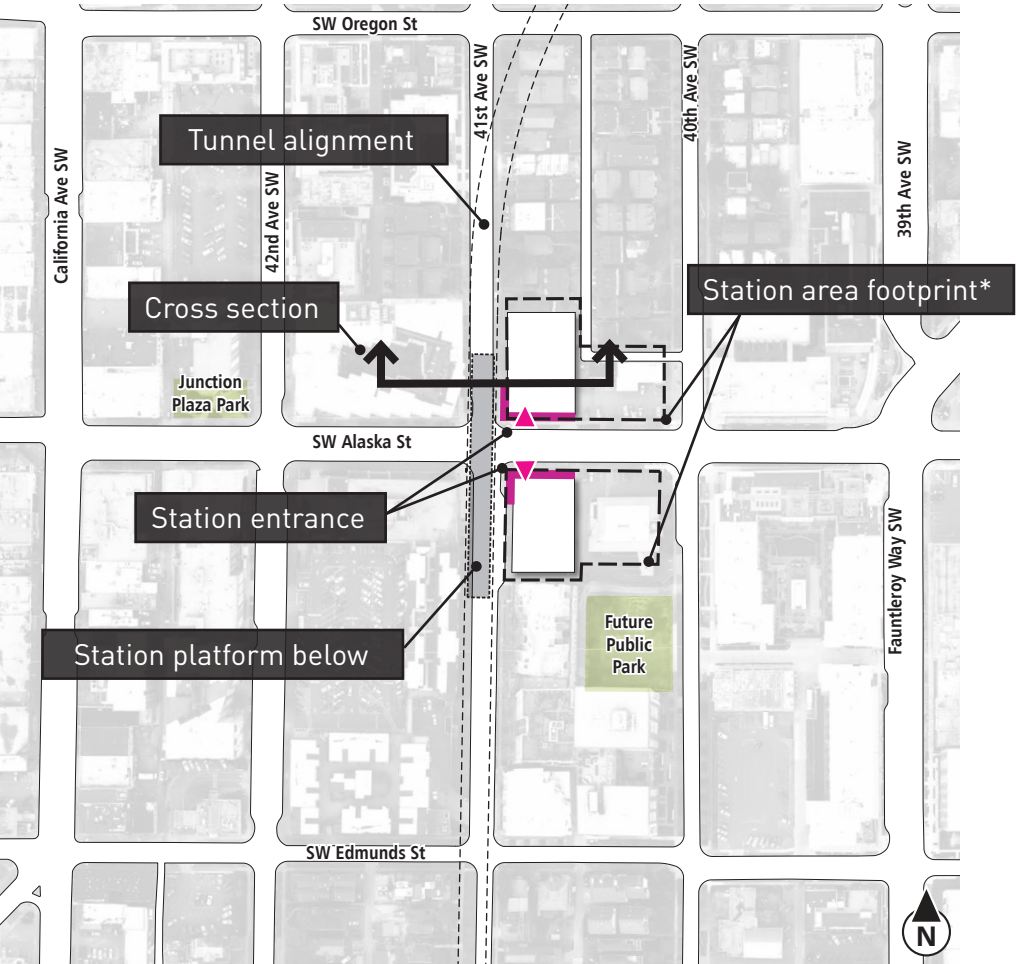 SW Oregon St
41st Ave SW
40th Ave SW
Tunnel alignment
California Ave SW
42nd Ave SW
39th Ave SW
Station area footprint*
Cross section
Junction
Plaza Park
SW Alaska St
Station entrance
Fauntleroy Way SW
Future
Public
Park
Station platform below
SW Edmunds St
N